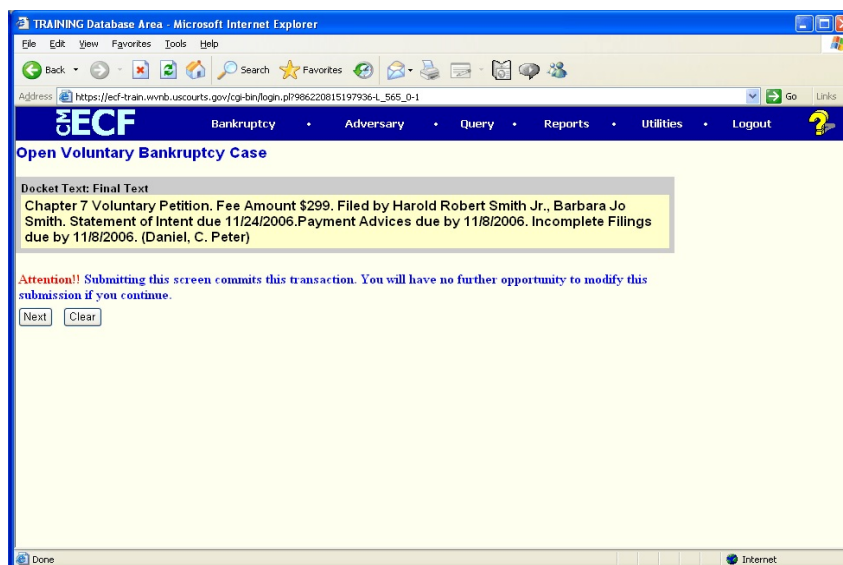 TRAINING Database Area - Microsoft Internet Explorer
File Edit View Favorites Tools Help
Back Search Favorites
Address https://ecf-train.wvnb.uscourts.gov/cgi-bin/login.pl?986220815197936-L_565_0-1 Go Links
CM ECF Bankruptcy • Adversary • Query • Reports • Utilities • Logout ?
Open Voluntary Bankruptcy Case
Docket Text: Final Text
Chapter 7 Voluntary Petition. Fee Amount $299. Filed by Harold Robert Smith Jr., Barbara Jo
Smith. Statement of Intent due 11/24/2006.Payment Advices due by 11/8/2006. Incomplete Filings
due by 11/8/2006. (Daniel, C. Peter)
Attention!! Submitting this screen commits this transaction. You will have no further opportunity to modify this
submission if you continue.
Next Clear
Done Internet